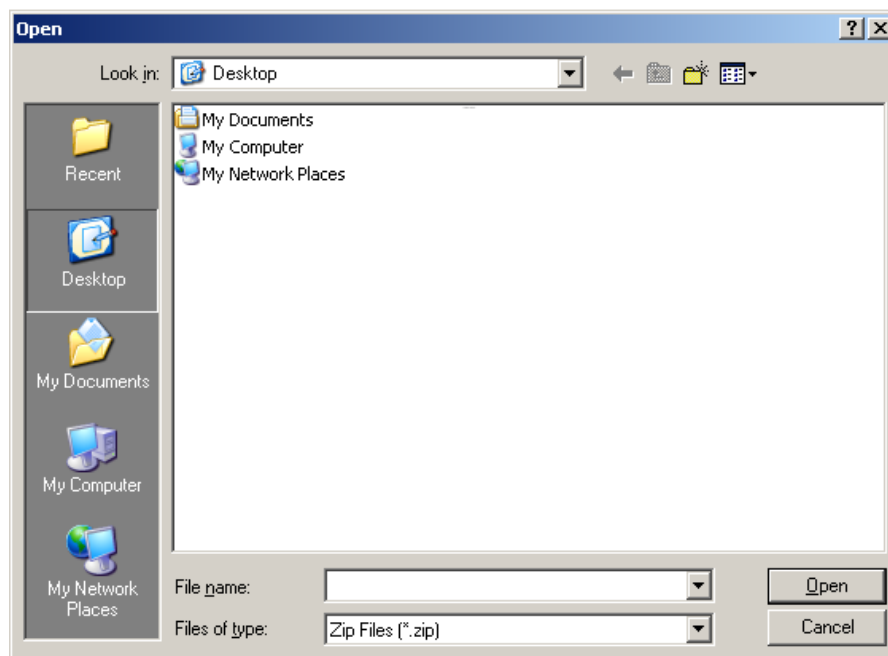 Open
Look in:
Desktop
My Documents
My Computer
My Network Places
Recent
Desktop
My Documents
My Computer
My Network
Places
File name:
Open
Files of type:
Zip Files (*.zip)
Cancel